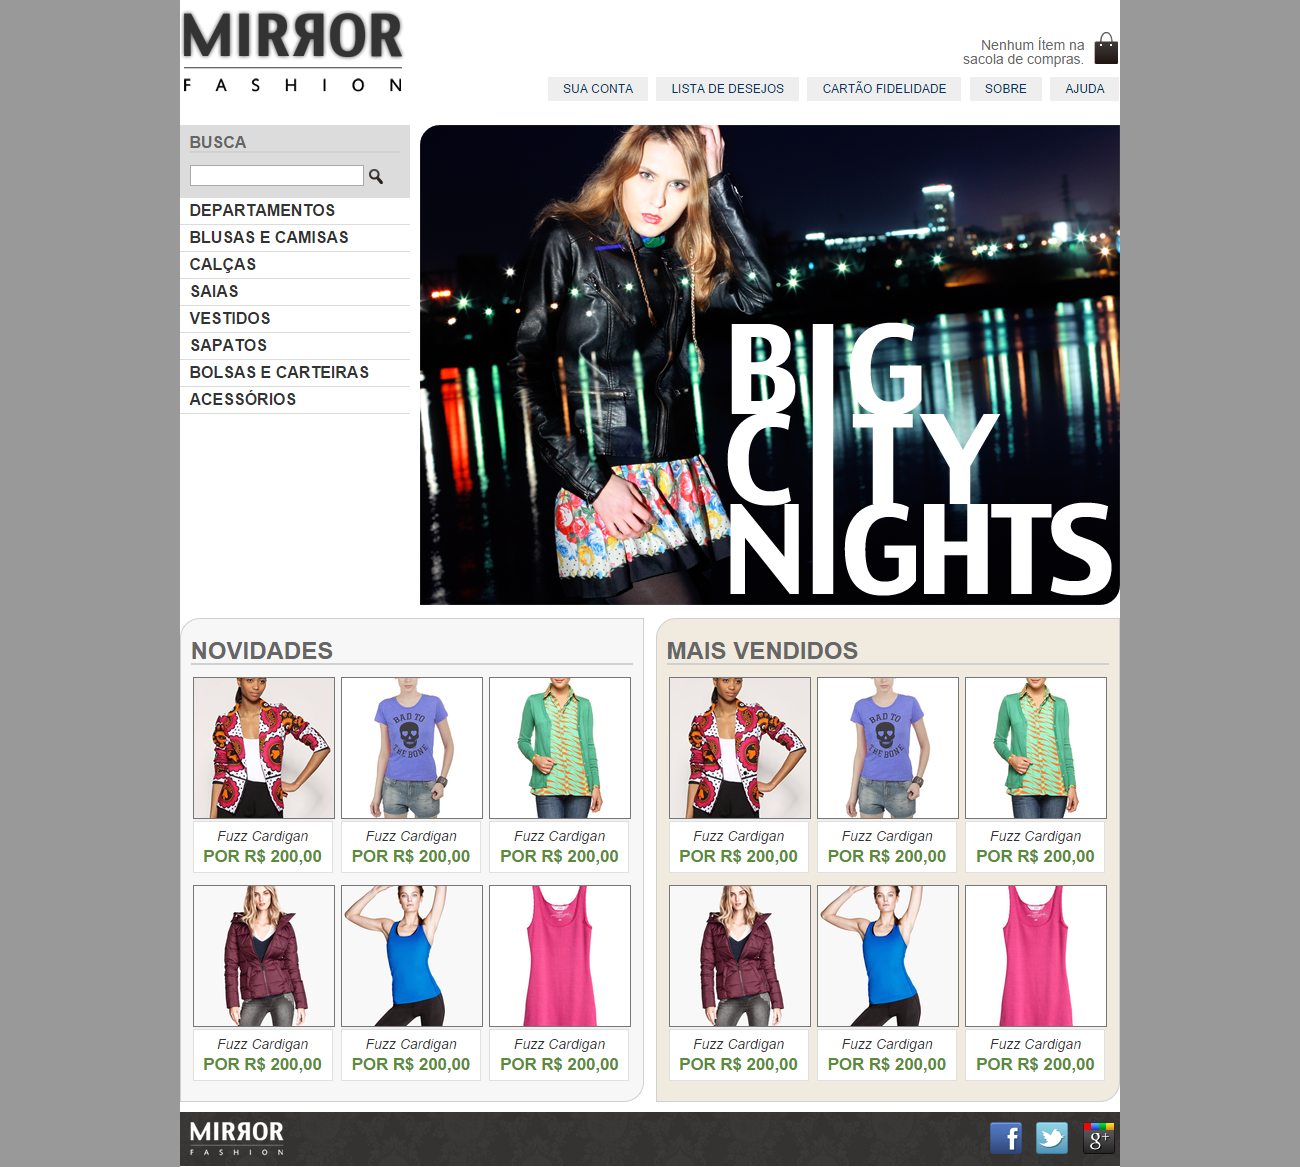 MIRROR
FASHION
Nenhum Ítem na
sacola de compras.
SUA CONTA
LISTA DE DESEJOS
CARTÃO FIDELIDADE
SOBRE
AJUDA
BUSCA
DEPARTAMENTOS
BLUSAS E CAMISAS
CALÇAS
SAIAS
VESTIDOS
SAPATOS
BOLSAS E CARTEIRAS
ACESSÓRIOS
BIG
CITY
NIGHTS
NOVIDADES
BAD TO
THE BONE
Fuzz Cardigan
POR R$ 200,00
Fuzz Cardigan
POR R$ 200,00
Fuzz Cardigan
POR R$ 200,00
Fuzz Cardigan
POR R$ 200,00
Fuzz Cardigan
POR R$ 200,00
Fuzz Cardigan
POR R$ 200,00
MAIS VENDIDOS
BAD TO
THE BONE
Fuzz Cardigan
POR R$ 200,00
Fuzz Cardigan
POR R$ 200,00
Fuzz Cardigan
POR R$ 200,00
Fuzz Cardigan
POR R$ 200,00
Fuzz Cardigan
POR R$ 200,00
Fuzz Cardigan
POR R$ 200,00
MIRROR
FASHION
f
g+